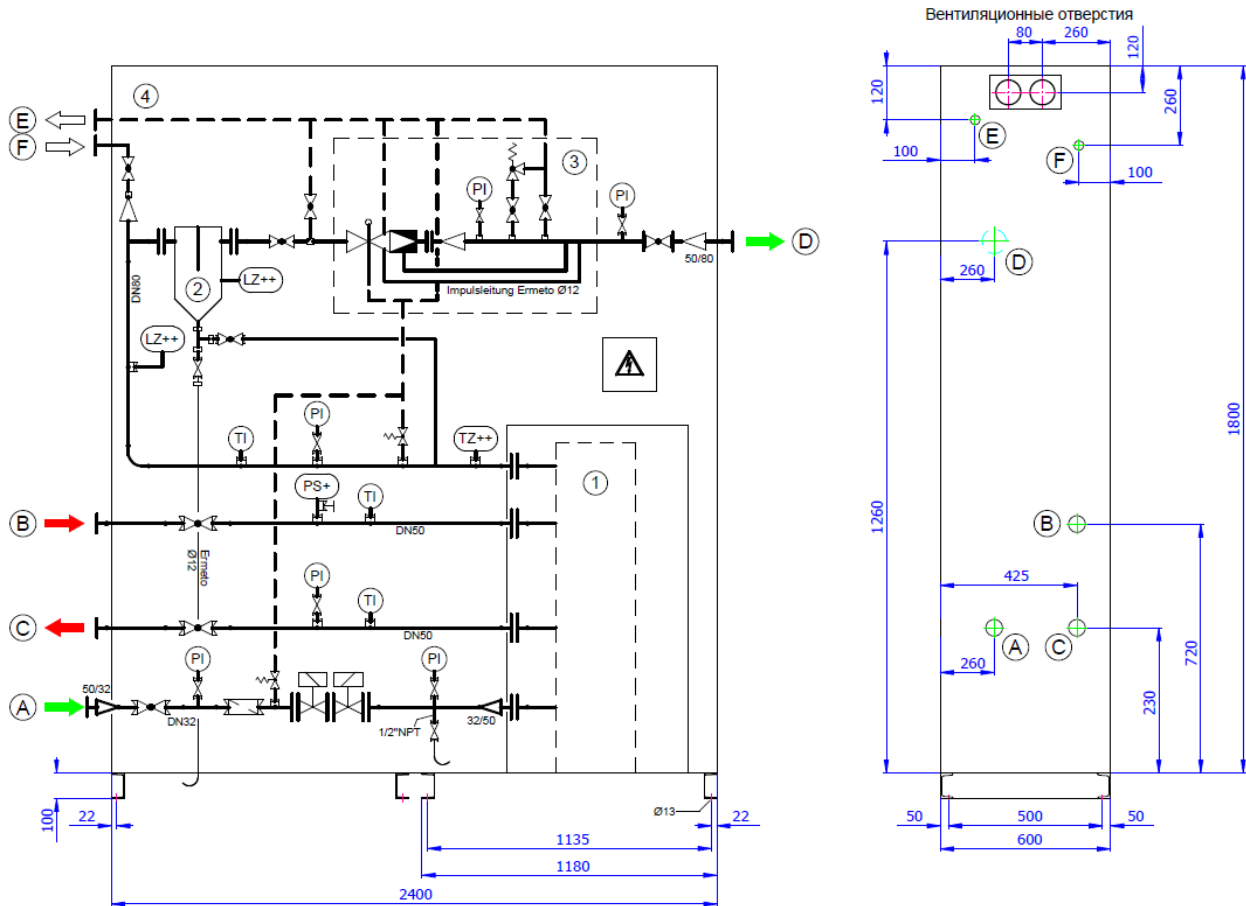 Вентиляционные отверстия
80
260
120
E
4
120
260
F
3
E
PI
PI
100
F
100
D
50/80
2
LZ++
DN80
Impulsleitung Ermeto Ø12
260
D
LZ++
1800
PI
TI
TZ++
1
PS+
TI
B
DN50
1260
B
Ermeto
Ø12
PI
425
TI
C
DN50
A
C
PI
PI
260
720
50/32
A
DN32
1/2"NPT
32/50
230
100
22
Ø13
22
50
500
50
1135
600
1180
2400